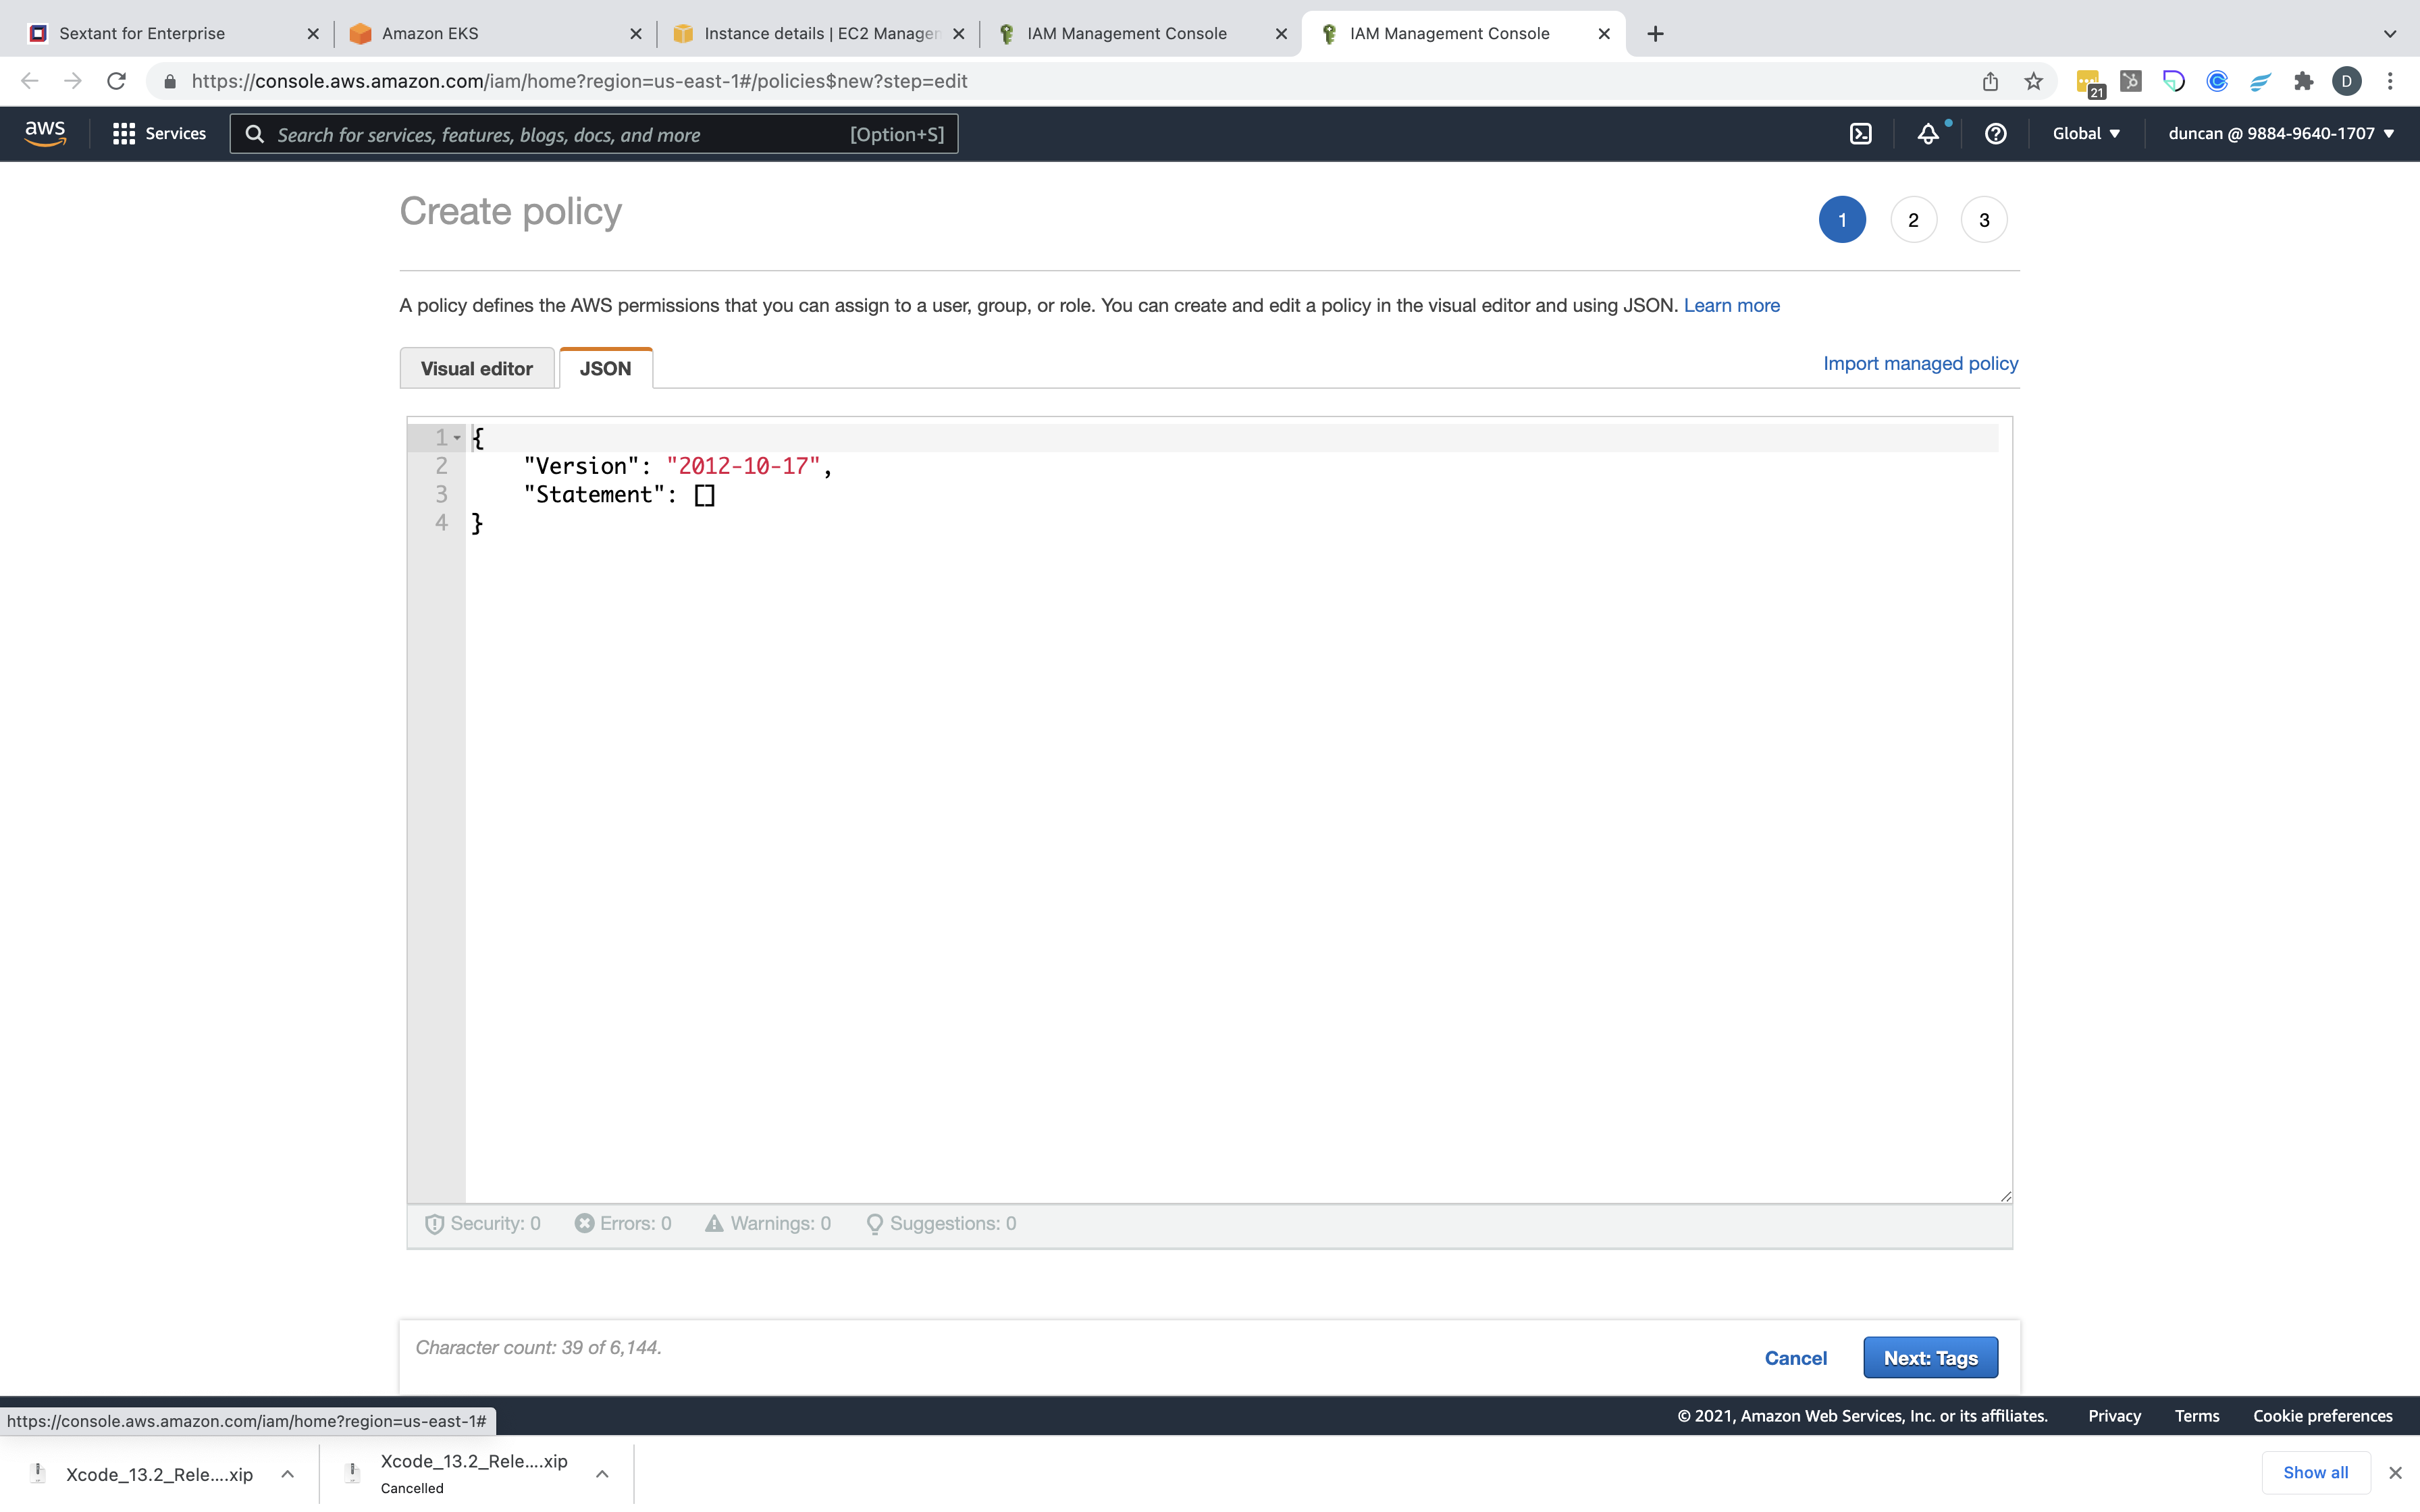 Sextant for Enterprise
Amazon EKS
Instance details | EC2 Managen
IAM Management Console
IAM Management Console
https://console.aws.amazon.com/iam/home?region=us-east-1#/policies$new?step=edit
21
D
aws
Services
Search for services, features, blogs, docs, and more
[Option+S]
Global
duncan @ 9884-9640-1707
Create policy
1
2
3
A policy defines the AWS permissions that you can assign to a user, group, or role. You can create and edit a policy in the visual editor and using JSON. Learn more
Visual editor
JSON
Import managed policy
1 {
2 "Version": "2012-10-17",
3 "Statement": []
4 }
Security: 0
Errors: 0
Warnings: 0
Suggestions: 0
Character count: 39 of 6,144.
Cancel
Next: Tags
https://console.aws.amazon.com/iam/home?region=us-east-1#
© 2021, Amazon Web Services, Inc. or its affiliates.
Privacy
Terms
Cookie preferences
Xcode_13.2_Rele....xip
Xcode_13.2_Rele....xip
Cancelled
Show all